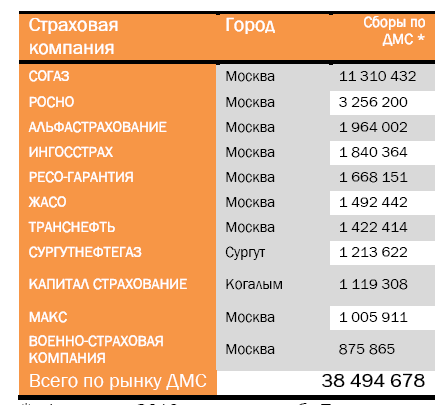 Страховая компания Город Сборы по ДМС *
СОГАЗ Москва 11 310 432
РОСНО Москва 3 256 200
АЛЬФАСТРАХОВАНИЕ Москва 1 964 002
ИНГОССТРАХ Москва 1 840 364
РЕСО-ГАРАНТИЯ Москва 1 668 151
ЖАСО Москва 1 492 442
ТРАНСНЕФТЬ Москва 1 422 414
СУРГУТНЕФТЕГАЗ Сургут 1 213 622
КАПИТАЛ СТРАХОВАНИЕ Когалым 1 119 308
МАКС Москва 1 005 911
ВОЕННО-СТРАХОВАЯ КОМПАНИЯ Москва 875 865
Всего по рынку ДМС 38 494 678